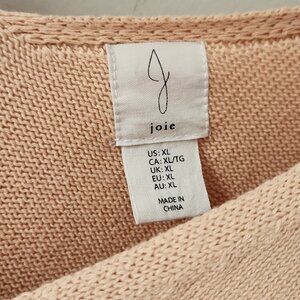 J
joie
US: XL
CA: XL/TG
UK: XL
EU: XL
AU: XL
MADE IN
CHINA